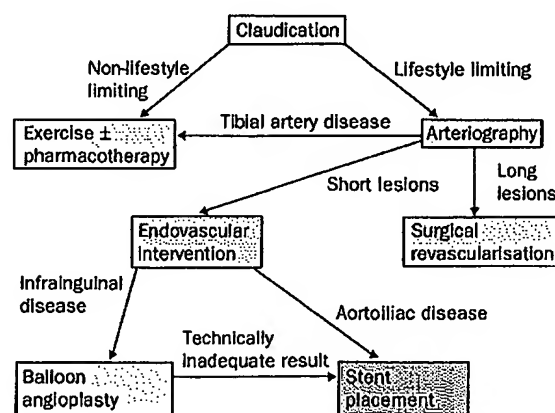 Claudication
Non-lifestyle
limiting
Lifestyle limiting
Exercise ±
pharmacotherapy
Tibial artery disease
Arteriography
Short lesions
Long
lesions
Endovascular
intervention
Surgical
revascularisation
Infrainguinal
disease
Aortoiliac disease
Technically
inadequate result
Balloon
angioplasty
Stent
placement